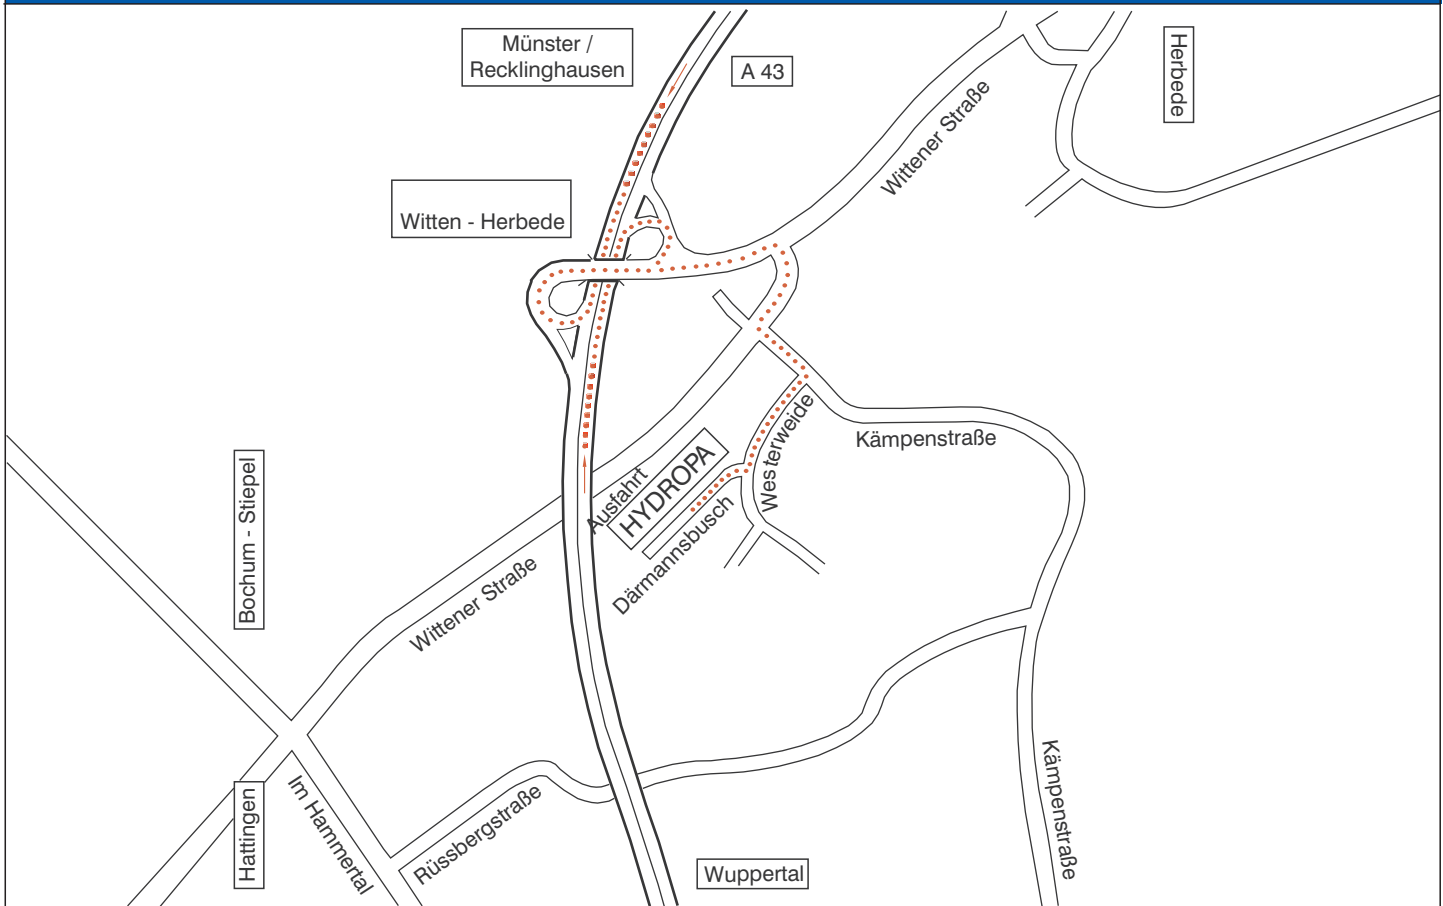 Münster /
Recklinghausen
A 43
Herbede
Wittener Straße
Witten - Herbede
Kämpenstraße
Westerweide
Ausfahrt
HYDROPA
Därmannsbusch
Bochum - Stiepel
Wittener Straße
Kämpenstraße
Hattingen
Im Hammertal
Rüssbergstraße
Wuppertal